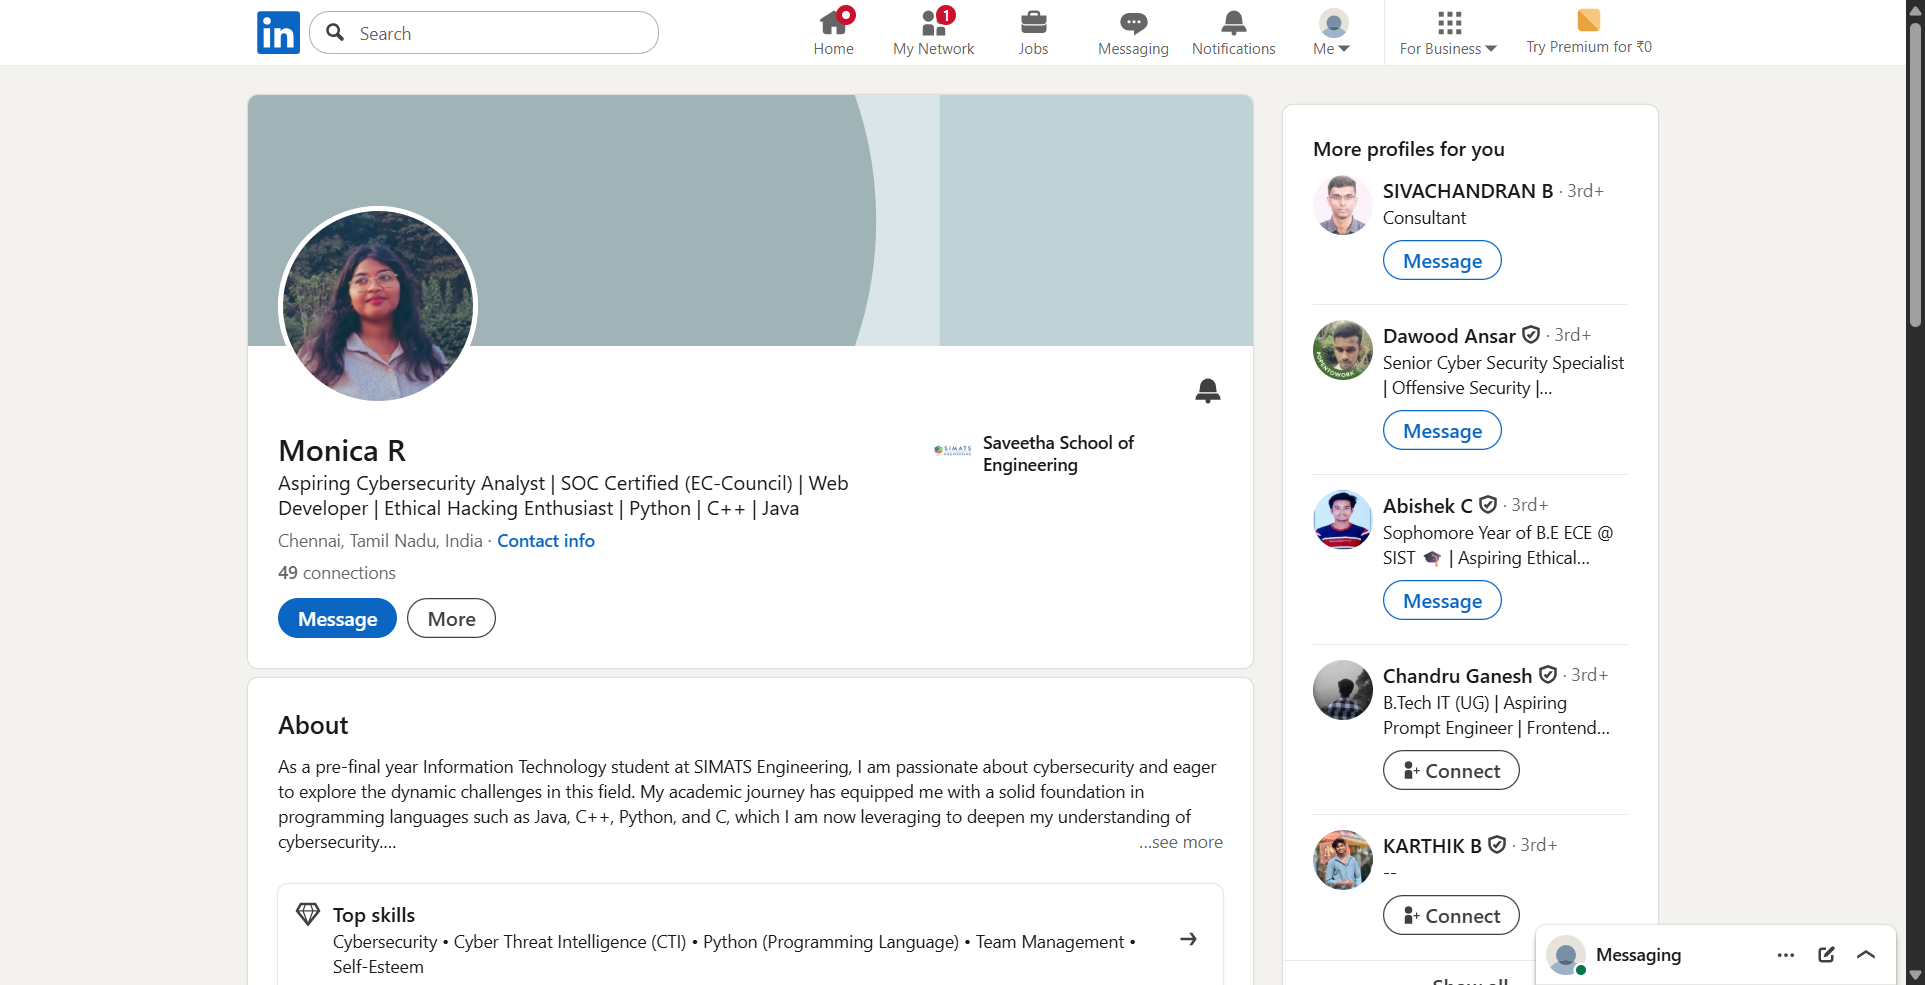 in
Search
Home
1
My Network
Jobs
Messaging
Notifications
Me
For Business
Try Premium for ₹0
Monica R
Aspiring Cybersecurity Analyst | SOC Certified (EC-Council) | Web
Developer | Ethical Hacking Enthusiast | Python | C++ | Java
Chennai, Tamil Nadu, India · Contact info
49 connections
Message
More
SIMATS
ENGINEERING
Saveetha School of
Engineering
About
As a pre-final year Information Technology student at SIMATS Engineering, I am passionate about cybersecurity and eager
to explore the dynamic challenges in this field. My academic journey has equipped me with a solid foundation in
programming languages such as Java, C++, Python, and C, which I am now leveraging to deepen my understanding of
cybersecurity....
...see more
Top skills
Cybersecurity • Cyber Threat Intelligence (CTI) • Python (Programming Language) • Team Management •
Self-Esteem
More profiles for you
SIVACHANDRAN B · 3rd+
Consultant
Message
Dawood Ansar · 3rd+
#OPENTOWORK
Senior Cyber Security Specialist
| Offensive Security |...
Message
Abishek C · 3rd+
Sophomore Year of B.E ECE @
SIST 🎓 | Aspiring Ethical...
Message
Chandru Ganesh · 3rd+
B.Tech IT (UG) | Aspiring
Prompt Engineer | Frontend...
Connect
KARTHIK B · 3rd+
--
Connect
Show all
Messaging